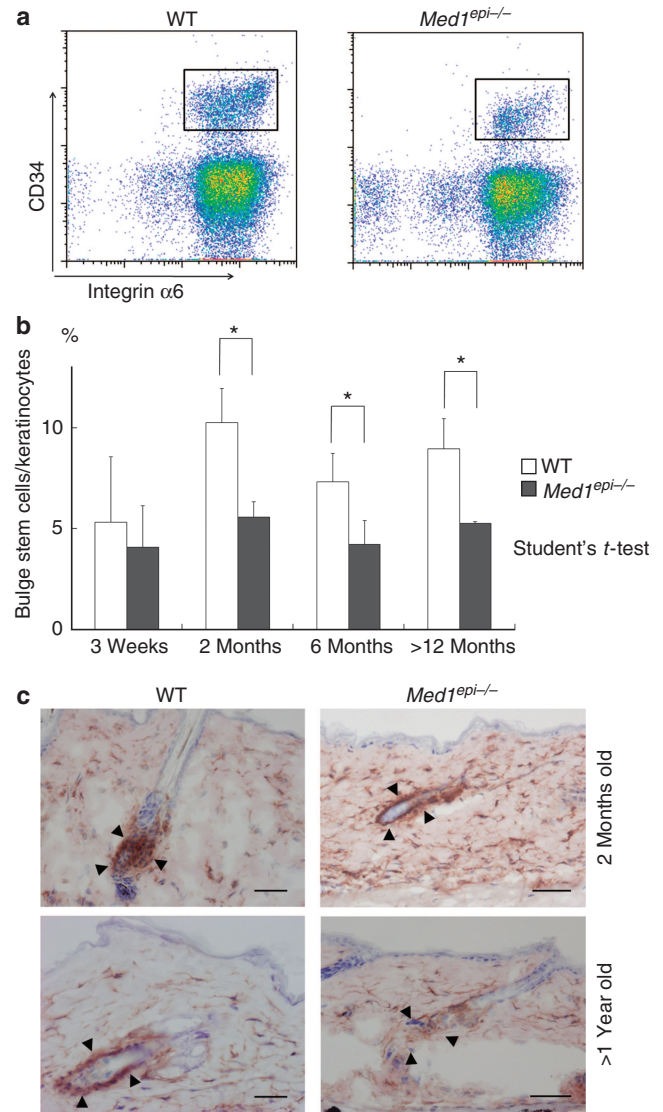 a
WT
Med1epi–/–
CD34
Integrin α6
b
%
Bulge stem cells/keratinocytes
10
5
0
* * *
3 Weeks 2 Months 6 Months >12 Months
WT
Med1epi–/–
Student's t-test
c
WT
Med1epi–/–
2 Months old
>1 Year old